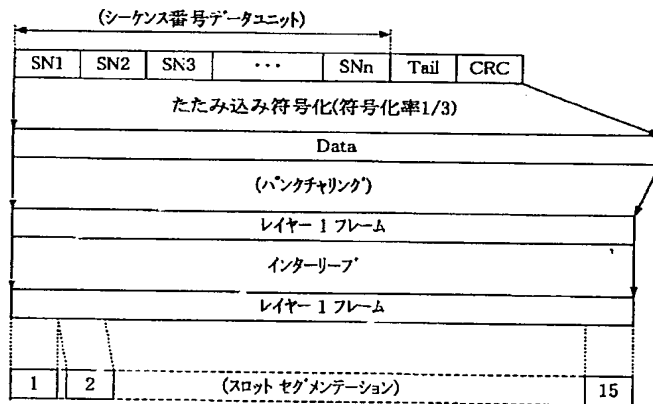 (シーケンス番号データユニット)
SN1 SN2 SN3 ・・・ SNn Tail CRC
たたみ込み符号化(符号化率1/3)
Data
(パンクチャリング)
レイヤー 1 フレーム
インターリーブ
レイヤー 1 フレーム
1 2 (スロット セグメンテーション) 15